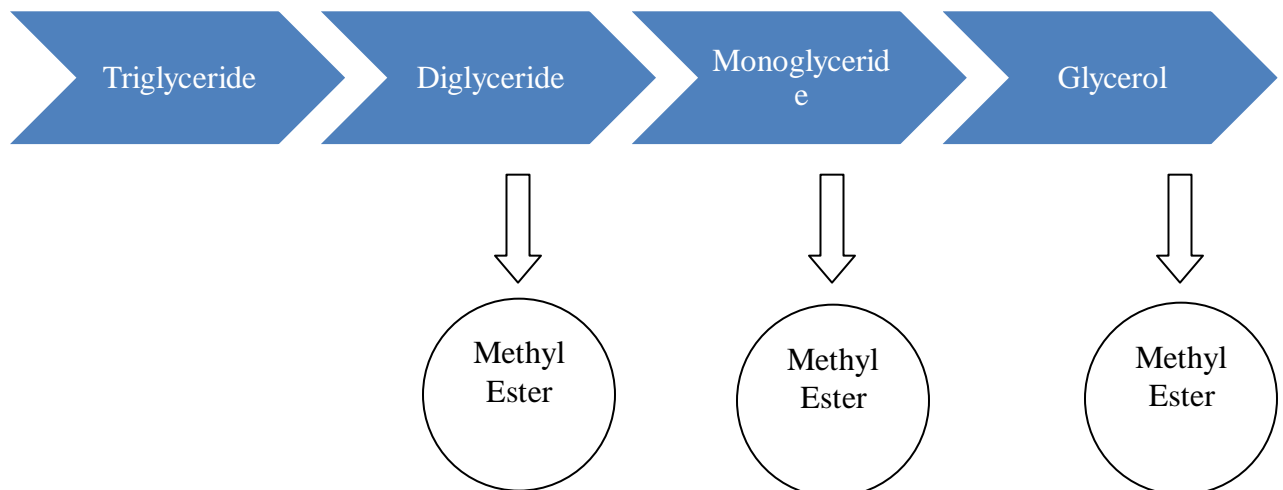 Triglyceride
Diglyceride
Monoglycerid
e
Glycerol
Methyl
Ester
Methyl
Ester
Methyl
Ester